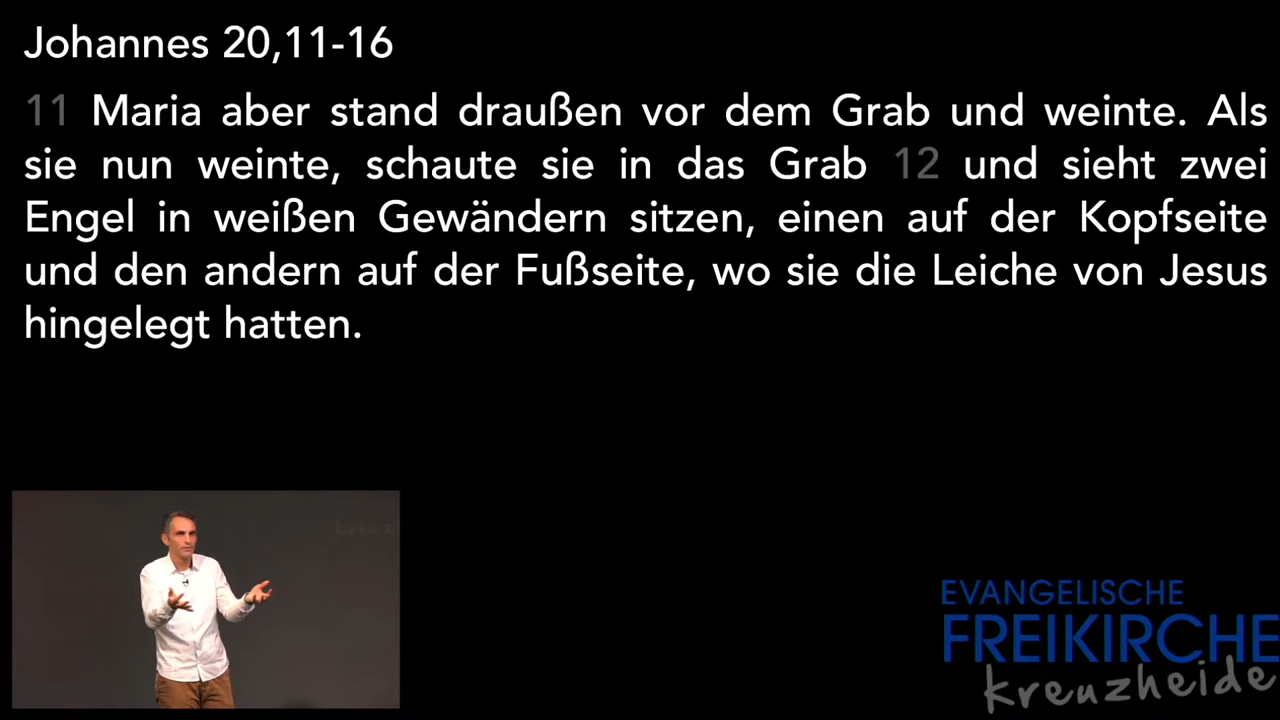 Johannes 20,11-16
11 Maria aber stand draußen vor dem Grab und weinte. Als
sie nun weinte, schaute sie in das Grab 12 und sieht zwei
Engel in weißen Gewändern sitzen, einen auf der Kopfseite
und den andern auf der Fußseite, wo sie die Leiche von Jesus
hingelegt hatten.
EVANGELISCHE
FREIKIRCHE
kreuzheide